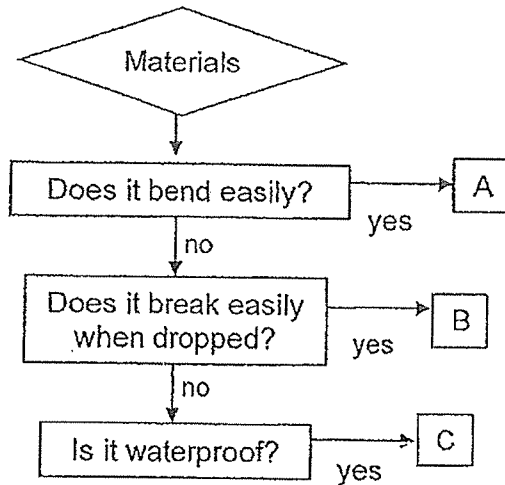 Materials
Does it bend easily?
yes
A
no
Does it break easily
when dropped?
yes
B
no
Is it waterproof?
yes
C